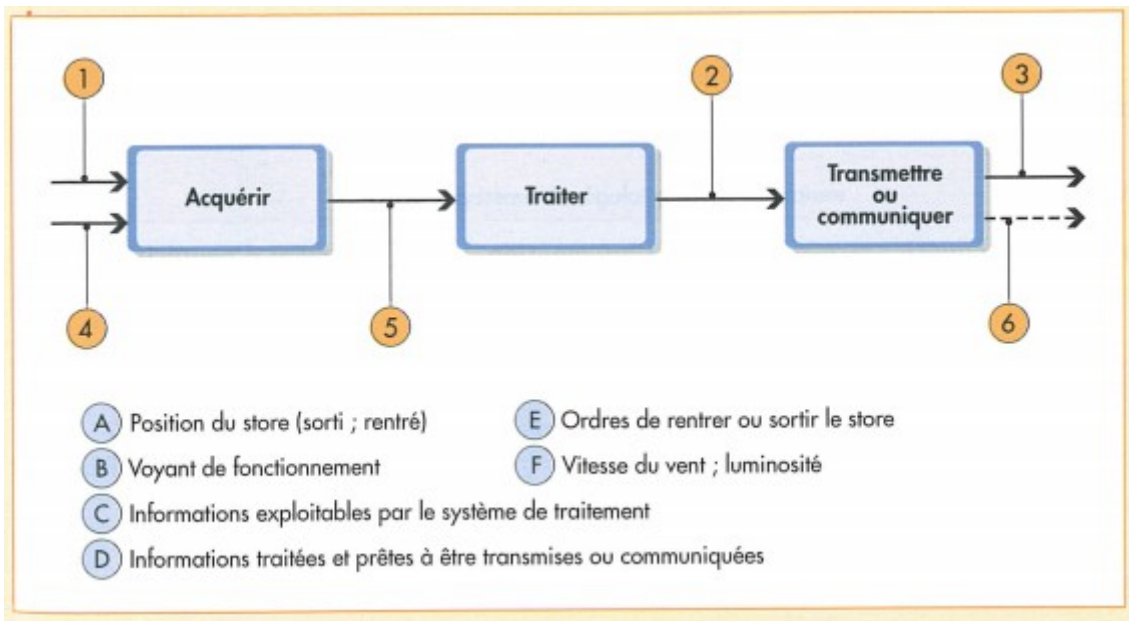 1
2
3
Acquérir
Traiter
Transmettre
ou
communiquer
4
5
6
A Position du store (sorti ; rentré)
E Ordres de rentrer ou sortir le store
B Voyant de fonctionnement
F Vitesse du vent ; luminosité
C Informations exploitables par le système de traitement
D Informations traitées et prêtes à être transmises ou communiquées